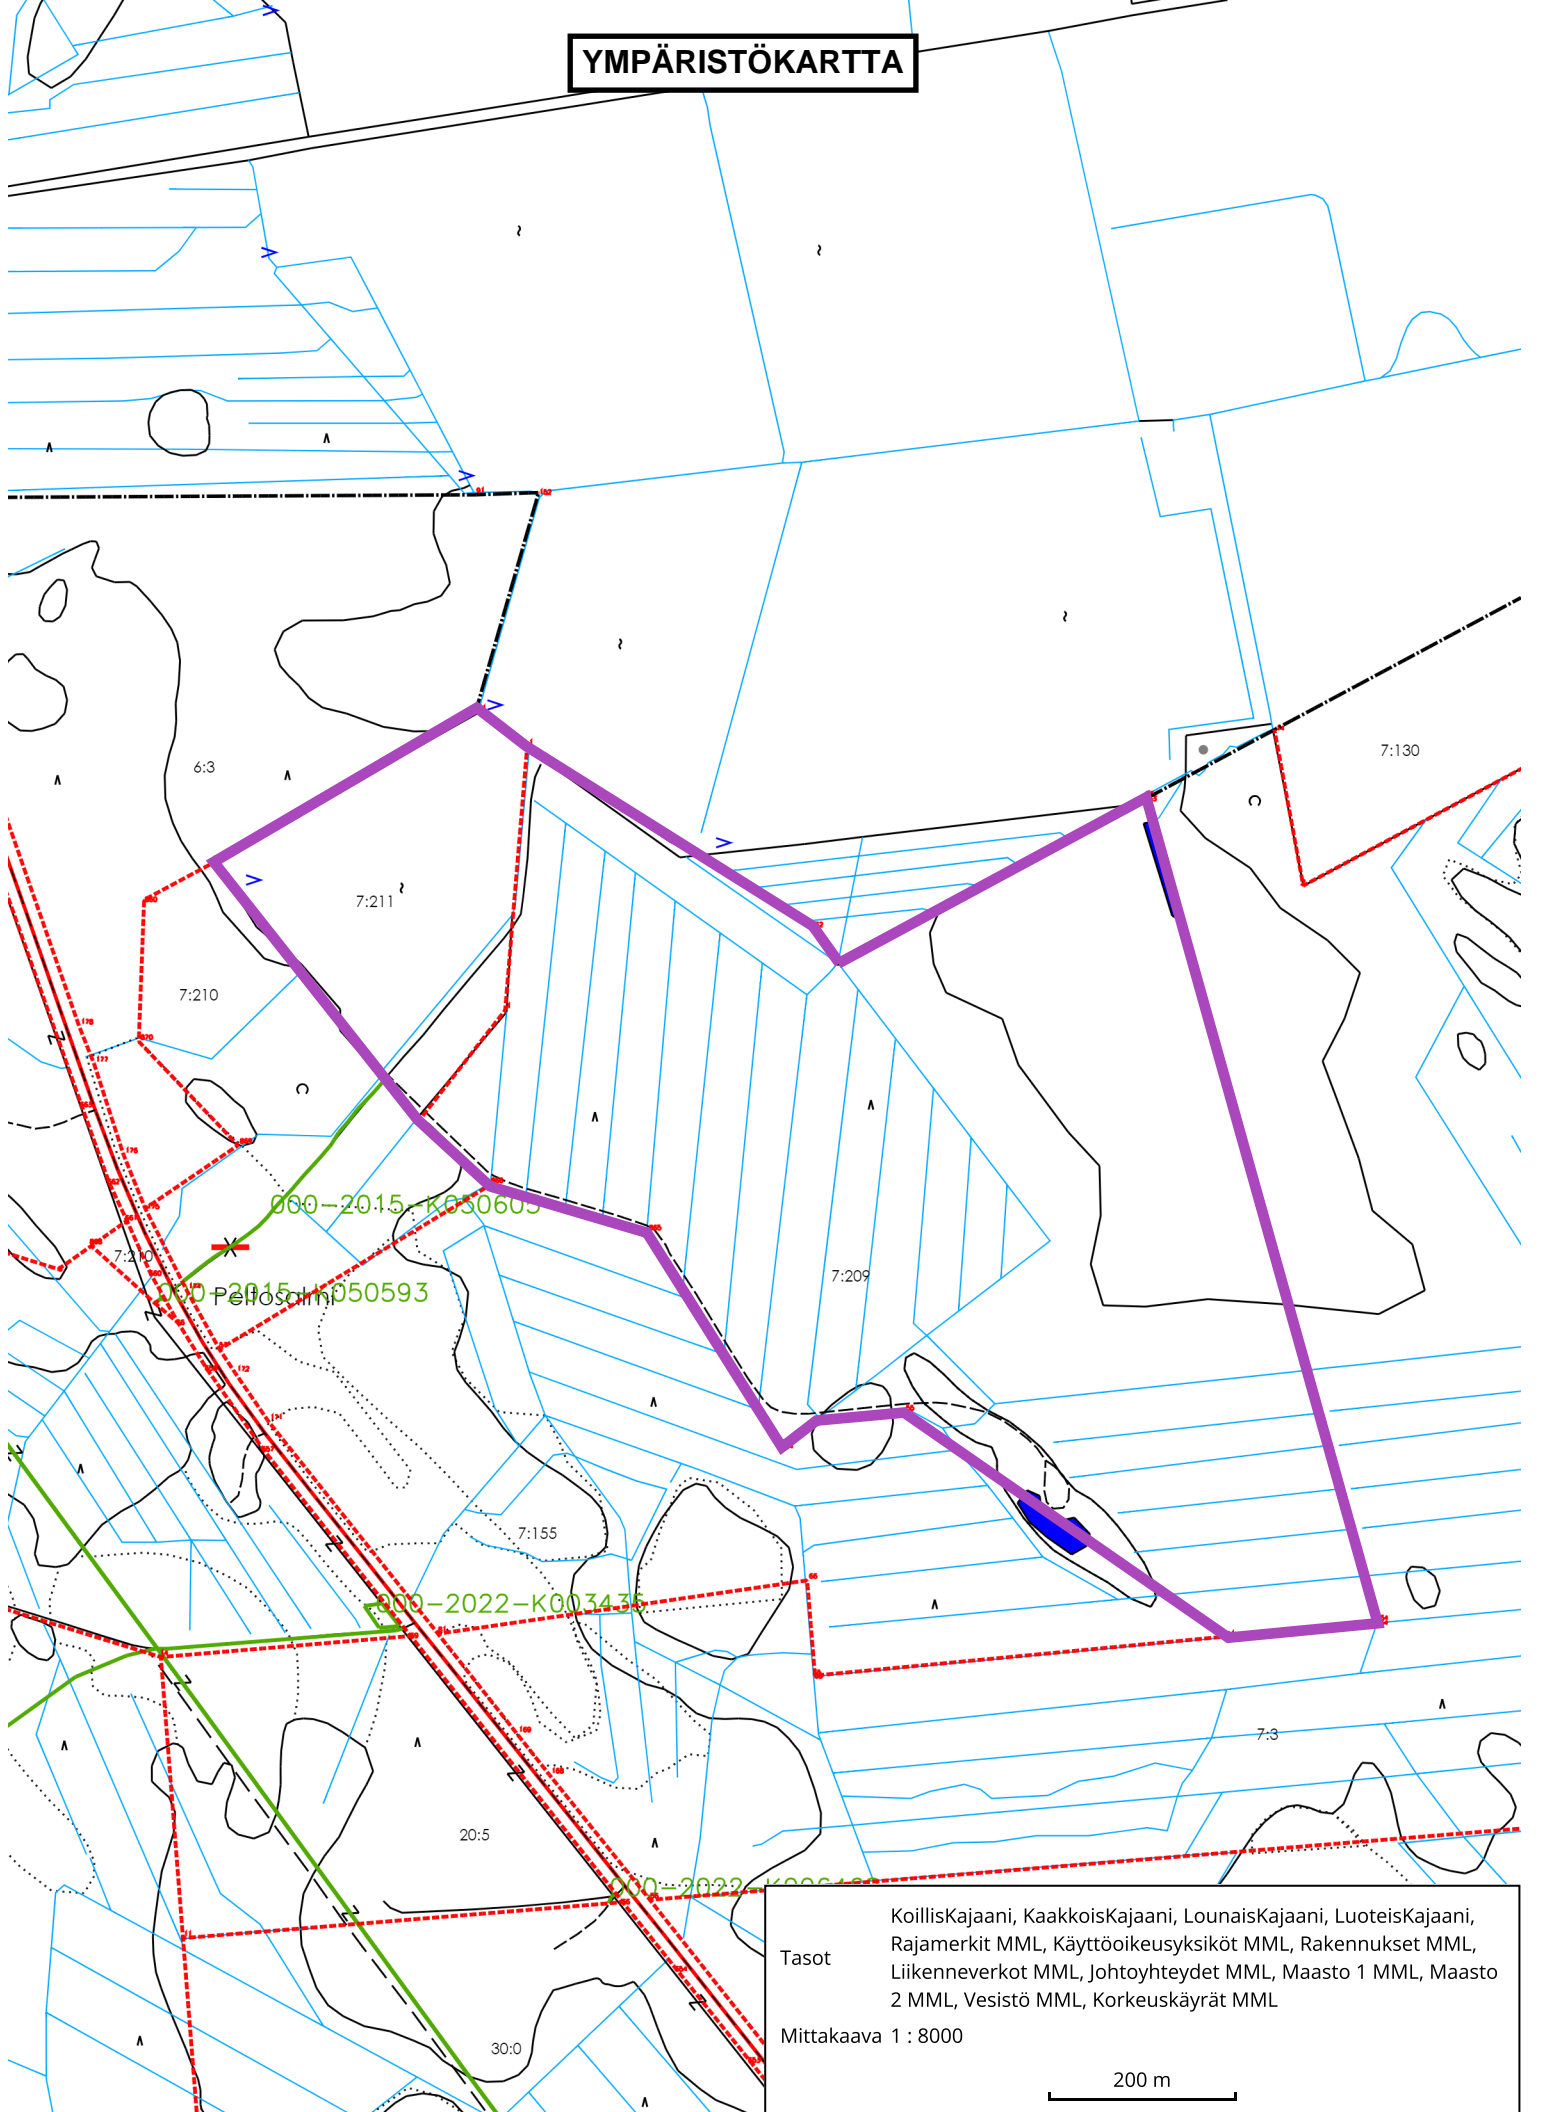 YMPÄRISTÖKARTTA
7:130
6:3
7:211
7:210
000-2015-K050605
7:210
7:209
000-2015-K050593
Peltosalmi
7:155
000-2022-K003435
7:3
20:5
30:0
Tasot
KoillisKajaani, KaakkoisKajaani, LounaisKajaani, LuoteisKajaani,
Rajamerkit MML, Käyttöoikeusyksiköt MML, Rakennukset MML,
Liikenneverkot MML, Johtoyhteydet MML, Maasto 1 MML, Maasto
2 MML, Vesistö MML, Korkeuskäyrät MML
Mittakaava 1 : 8000
200 m